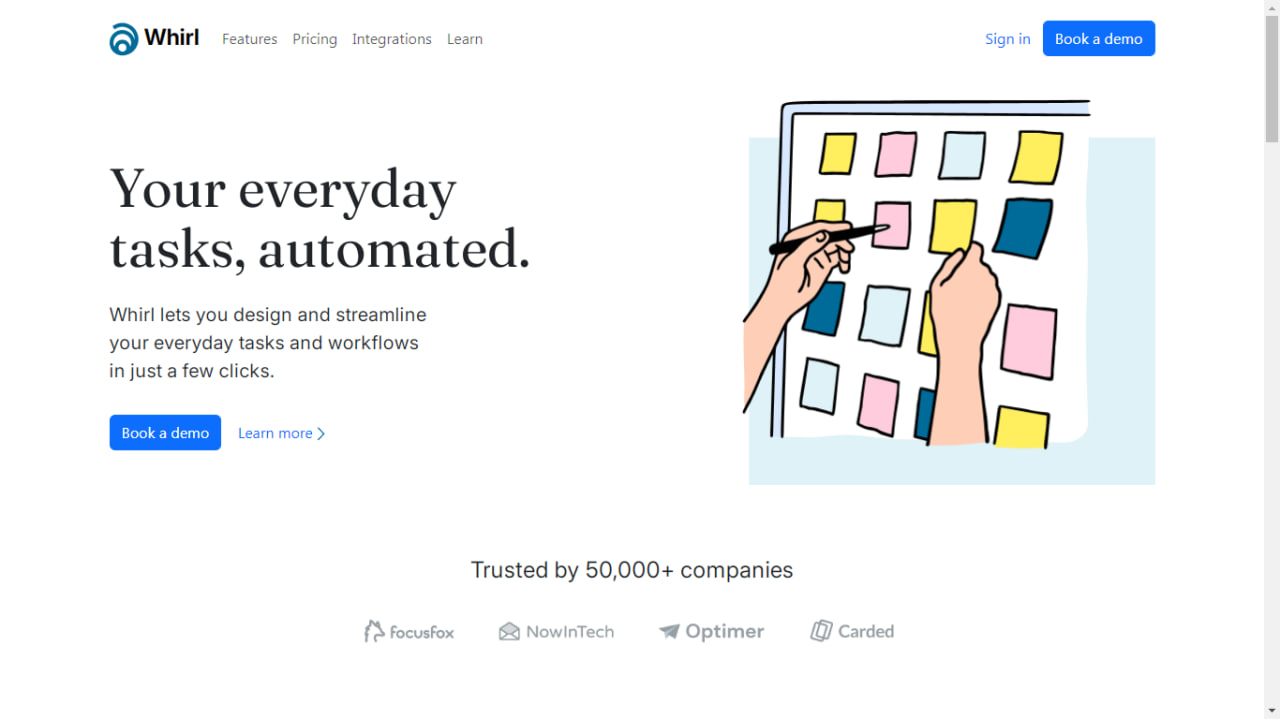 Whirl
Features
Pricing
Integrations
Learn
Sign in
Book a demo
Your everyday
tasks, automated.
Whirl lets you design and streamline
your everyday tasks and workflows
in just a few clicks.
Book a demo
Learn more
Trusted by 50,000+ companies
focusfox
NowInTech
Optimer
Carded